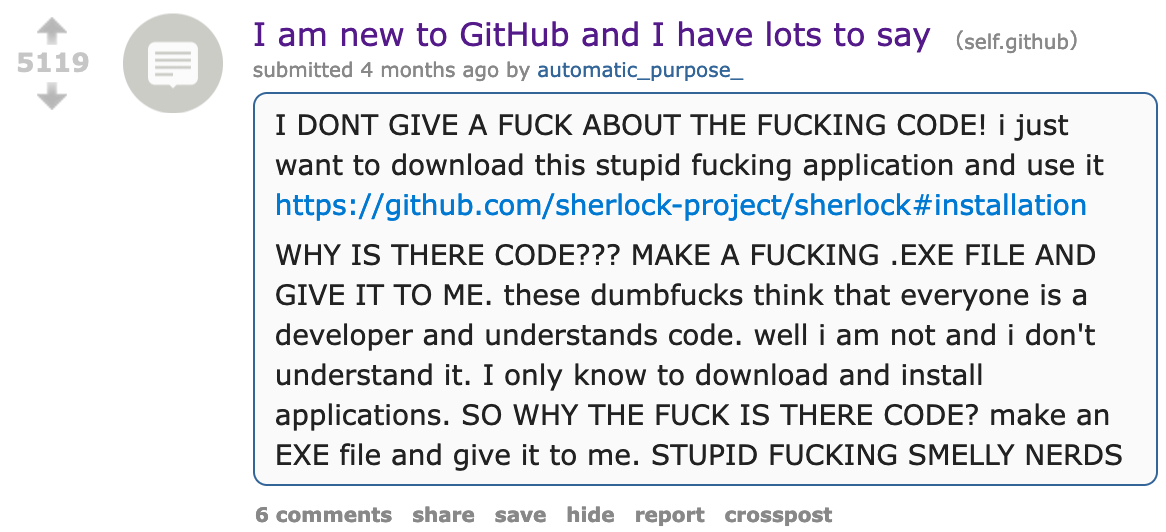 I am new to GitHub and I have lots to say (self.github)
5119
submitted 4 months ago by automatic_purpose_
I DONT GIVE A FUCK ABOUT THE FUCKING CODE! i just
want to download this stupid fucking application and use it
https://github.com/sherlock-project/sherlock#installation
WHY IS THERE CODE??? MAKE A FUCKING .EXE FILE AND
GIVE IT TO ME. these dumbfucks think that everyone is a
developer and understands code. well i am not and i don't
understand it. I only know to download and install
applications. SO WHY THE FUCK IS THERE CODE? make an
EXE file and give it to me. STUPID FUCKING SMELLY NERDS
6 comments share save hide report crosspost